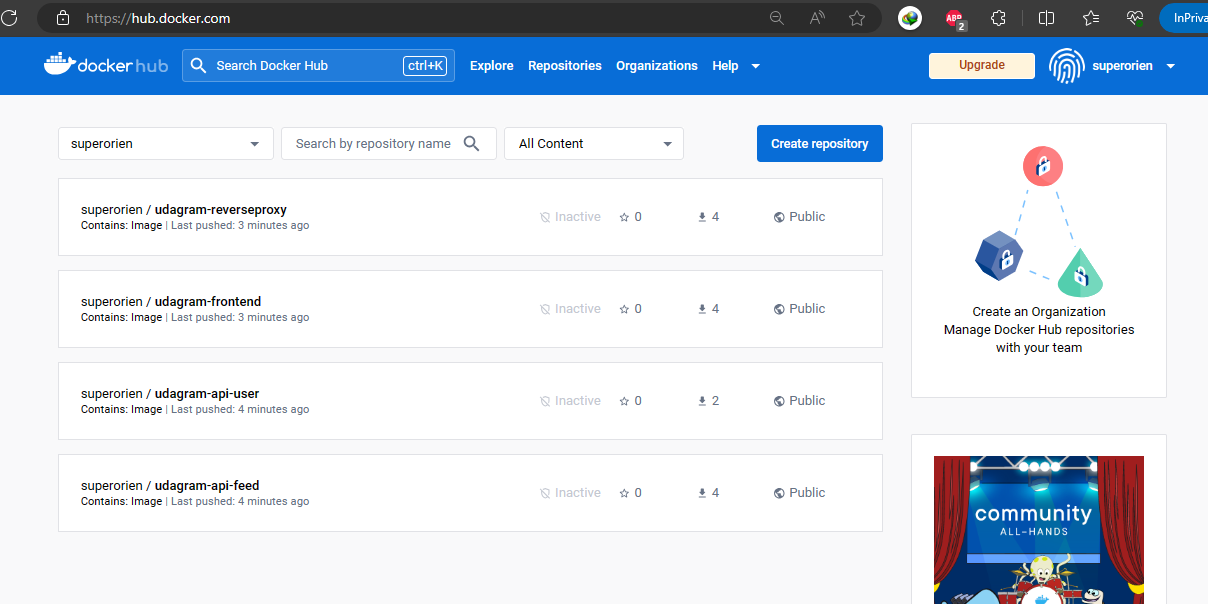 https://hub.docker.com
ABP
2
InPriva
docker hub
Search Docker Hub
ctrl+K
Explore
Repositories
Organizations
Help
Upgrade
superorien
superorien
Search by repository name
All Content
Create repository
superorien / udagram-reverseproxy
Contains: Image | Last pushed: 3 minutes ago
Inactive
0
4
Public
superorien / udagram-frontend
Contains: Image | Last pushed: 3 minutes ago
Inactive
0
4
Public
superorien / udagram-api-user
Contains: Image | Last pushed: 4 minutes ago
Inactive
0
2
Public
superorien / udagram-api-feed
Contains: Image | Last pushed: 4 minutes ago
Inactive
0
4
Public
Create an Organization
Manage Docker Hub repositories
with your team
community
ALL-HANDS